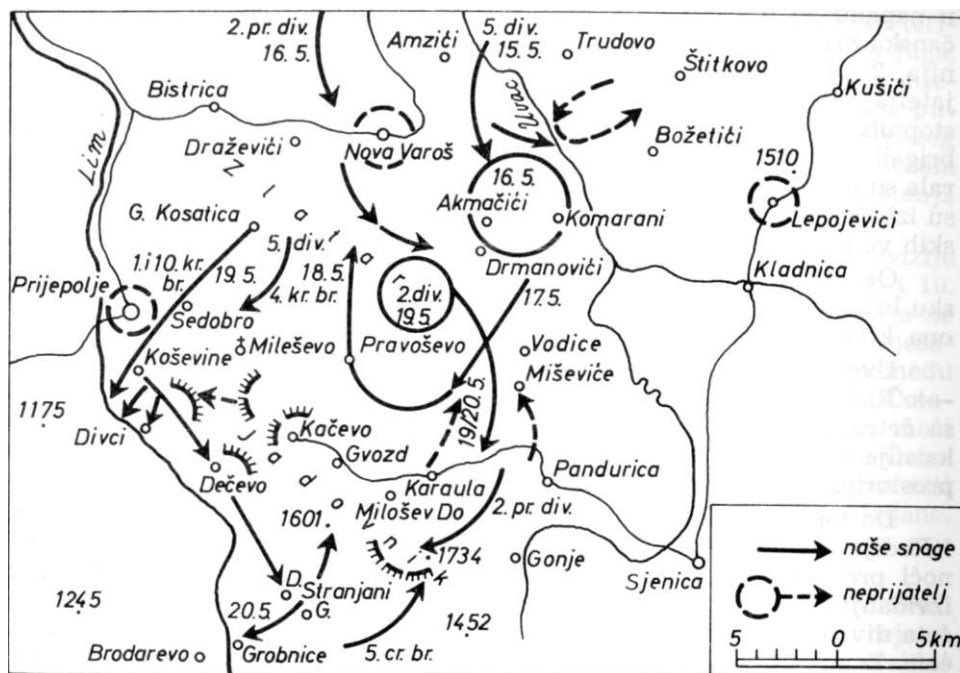 2.pr. div.
16. 5.
Amzići
5. div.
15.5.
Trudovo
Štitkovo
Kušići
Bistrica
Uvac
Božetići
Draževići
Nova Varoš
Lim
1510.
16. 5.
Akmačići
Komarani
Lepojevici
G. Kosatica
Zlatar
5. div.
Drmanovići
Kladnica
1. i 10. kr.
br.
19.5.
18.5.
4. kr. br.
2. div.
19.5.
17.5.
Prijepolje
Sedobro
Mileševo
Pravoševo
Vodice
Koševine
Miševiće
1175
19/20.5.
Divci
Kačevo
Gvozd
Pandurica
Dečevo
Karaula
Milošev Do
2. pr. div.
1601
1734
Jadovnik
Gonje
naše snage
Sjenica
D.
Stranjani
G.
neprijatelj
1245
20.5.
1452
Grobnice
5. cr. br.
Brodarevo
5 0 5km